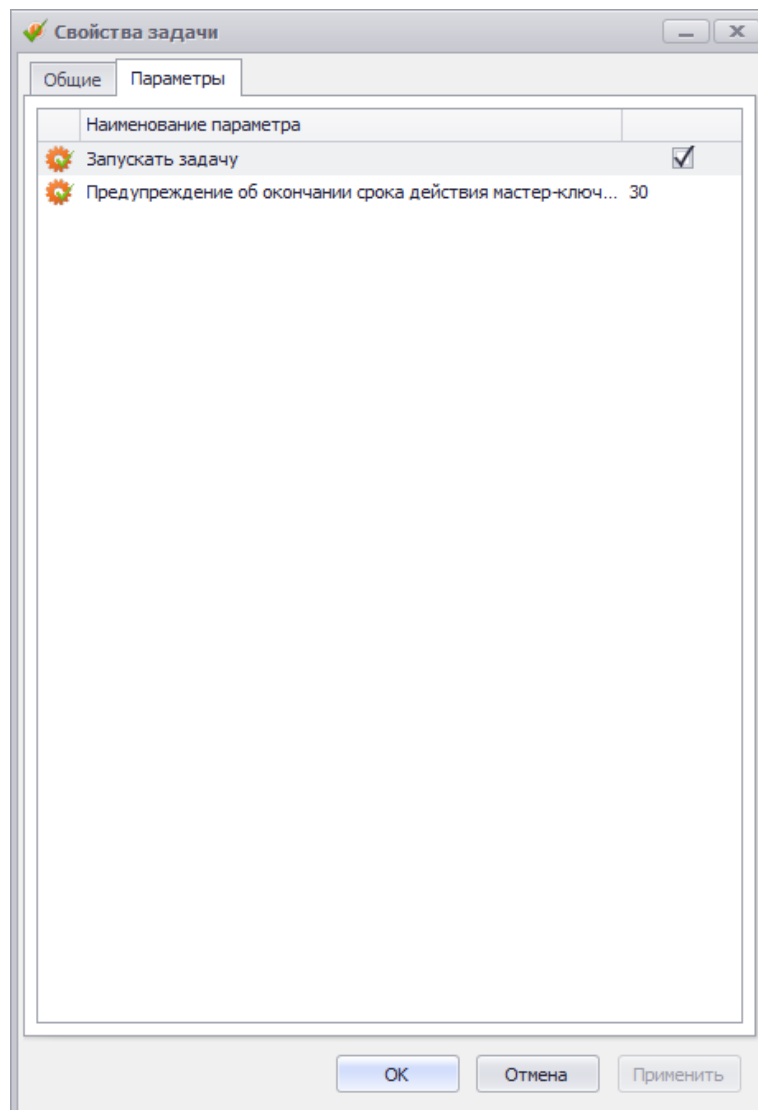 Свойства задачи
Общие Параметры
Наименование параметра
Запускать задачу
Предупреждение об окончании срока действия мастер-ключ... 30
OK Отмена Применить